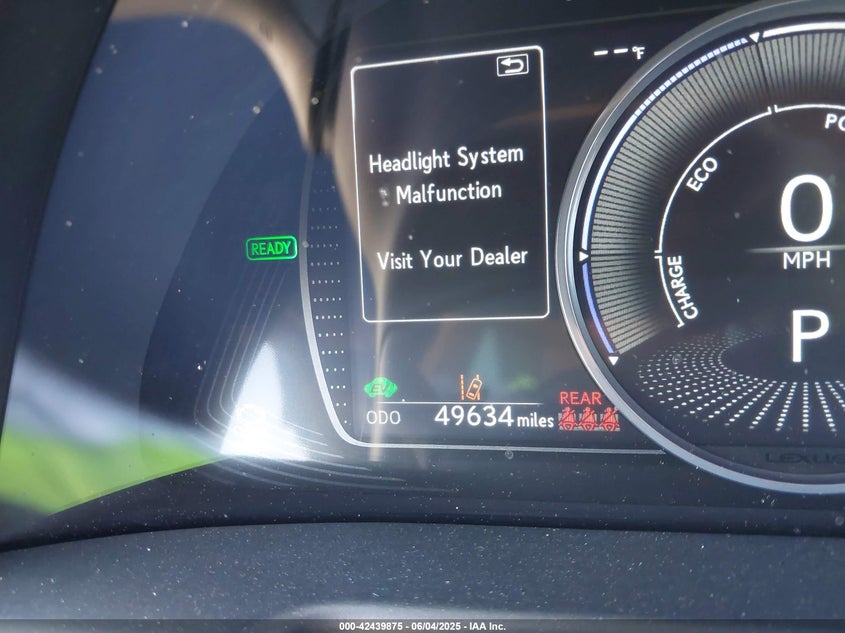 --°F
Headlight System
Malfunction
Visit Your Dealer
READY
ECO
CHARGE
0
MPH
P
EV
ODO 49634 miles
REAR
LEXUS
000-42439875 - 06/04/2025 - IAA Inc.